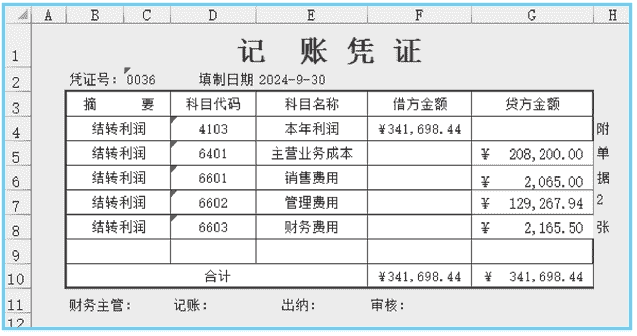 A B C D E F G H
1 记 账 凭 证
2 凭证号： 0036 填制日期 2024-9-30
3 摘 要 科目代码 科目名称 借方金额 贷方金额
4 结转利润 4103 本年利润 ¥341,698.44 附
5 结转利润 6401 主营业务成本 ¥ 208,200.00 单
6 结转利润 6601 销售费用 ¥ 2,065.00 据
7 结转利润 6602 管理费用 ¥ 129,267.94 2
8 结转利润 6603 财务费用 ¥ 2,165.50 张
9
10 合计 ¥341,698.44 ¥ 341,698.44
11 财务主管： 记账： 出纳： 审核：
12